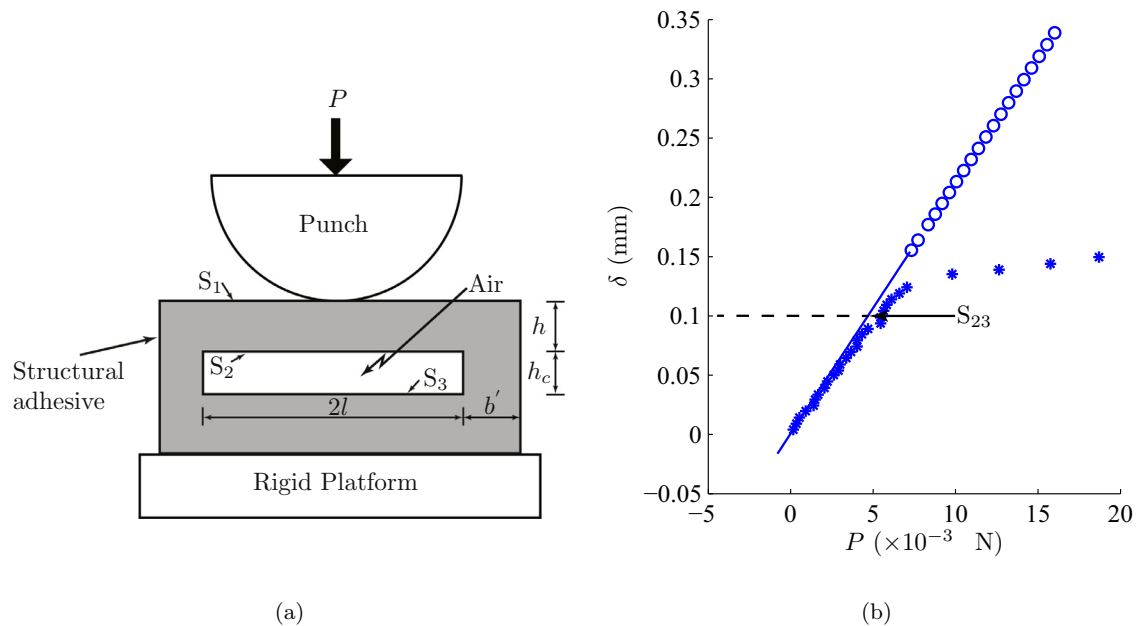 P
Punch
S₁
Air
h
S₂
S₃
h_c
Structural
adhesive
2l
b′
Rigid Platform
(a)
0.35
0.3
0.25
0.2
0.15
0.1
0.05
0
−0.05
δ (mm)
S₂₃
−5 0 5 10 15 20
P (×10⁻³ N)
(b)